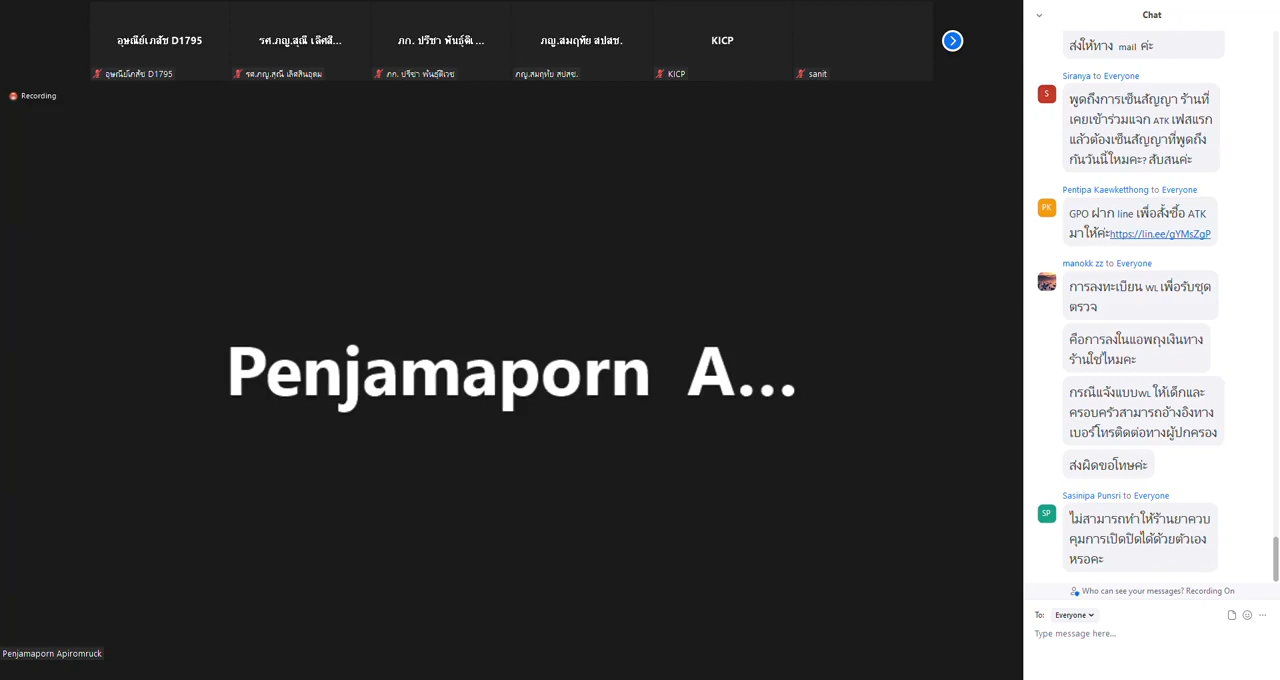 อุษณีย์เภสัช D1795
รศ.ภญ.สุณี เลิศสิ...
ภก. ปรีชา พันธุ์ติเ...
ภญ.สมฤทัย สปสช.
KICP
อุษณีย์เภสัช D1795
รศ.ภญ.สุณี เลิศสินอุดม
ภก. ปรีชา พันธุ์ติเวช
ภญ.สมฤทัย สปสช.
KICP
sanit
Recording
Penjamaporn A...
Penjamaporn Apiromruck
Chat
ส่งให้ทาง mail ค่ะ
Siranya to Everyone
S
พูดถึงการเซ็นสัญญา ร้านที่
เคยเข้าร่วมแจก ATK เฟสแรก
แล้วต้องเซ็นสัญญาที่พูดถึง
กันวันนี้ไหมคะ? สับสนค่ะ
Pentipa Kaewketthong to Everyone
PK
GPO ฝาก line เพื่อสั่งซื้อ ATK
มาให้ค่ะhttps://lin.ee/gYMsZgP
manokk zz to Everyone
การลงทะเบียน WL เพื่อรับชุด
ตรวจ
คือการลงในแอพถุงเงินทาง
ร้านใช่ไหมคะ
กรณีแจ้งแบบWL ให้เด็กและ
ครอบครัวสามารถอ้างอิงทาง
เบอร์โทรติดต่อทางผู้ปกครอง
ส่งผิดขอโทษค่ะ
Sasinipa Punsri to Everyone
SP
ไม่สามารถทำให้ร้านยาควบ
คุมการเปิดปิดได้ด้วยตัวเอง
หรอคะ
Who can see your messages? Recording On
To: Everyone
Type message here...